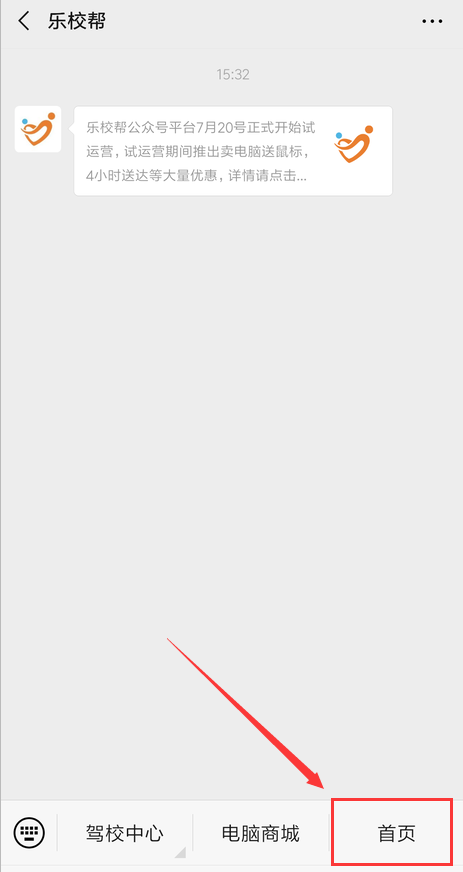 乐校帮
15:32
乐校帮公众号平台7月20号正式开始试
运营，试运营期间推出卖电脑送鼠标，
4小时送达等大量优惠，详情请点击...
驾校中心
电脑商城
首页